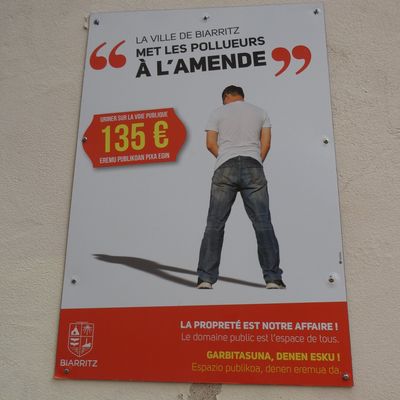 “ LA VILLE DE BIARRITZ
MET LES POLLUEURS
À L'AMENDE ”
URINER SUR LA VOIE PUBLIQUE
135 €
EREMU PUBLIKOAN PIXA EGIN
LA PROPRETÉ EST NOTRE AFFAIRE !
Le domaine public est l'espace de tous.
GARBITASUNA, DENEN ESKU !
Espazio publikoa, denen eremua da.
BIARRITZ